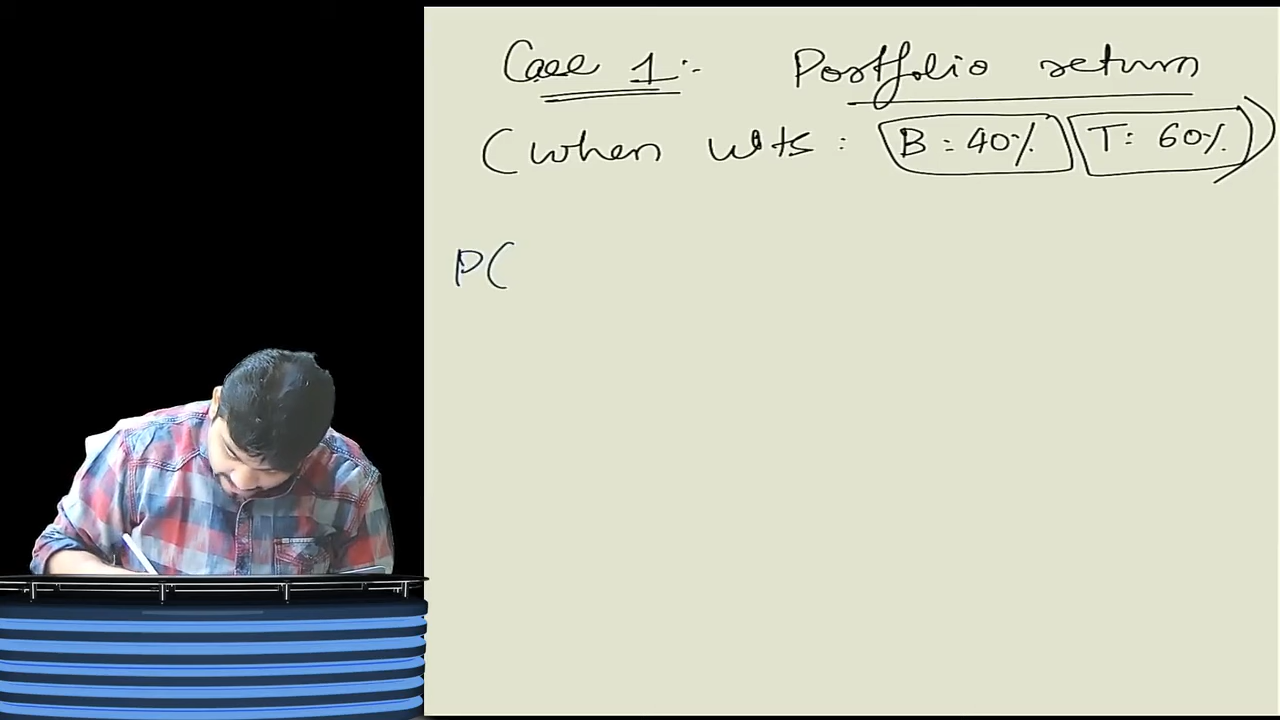 Case 1:- Portfolio return
(when wts: B: 40% T: 60%)
P(